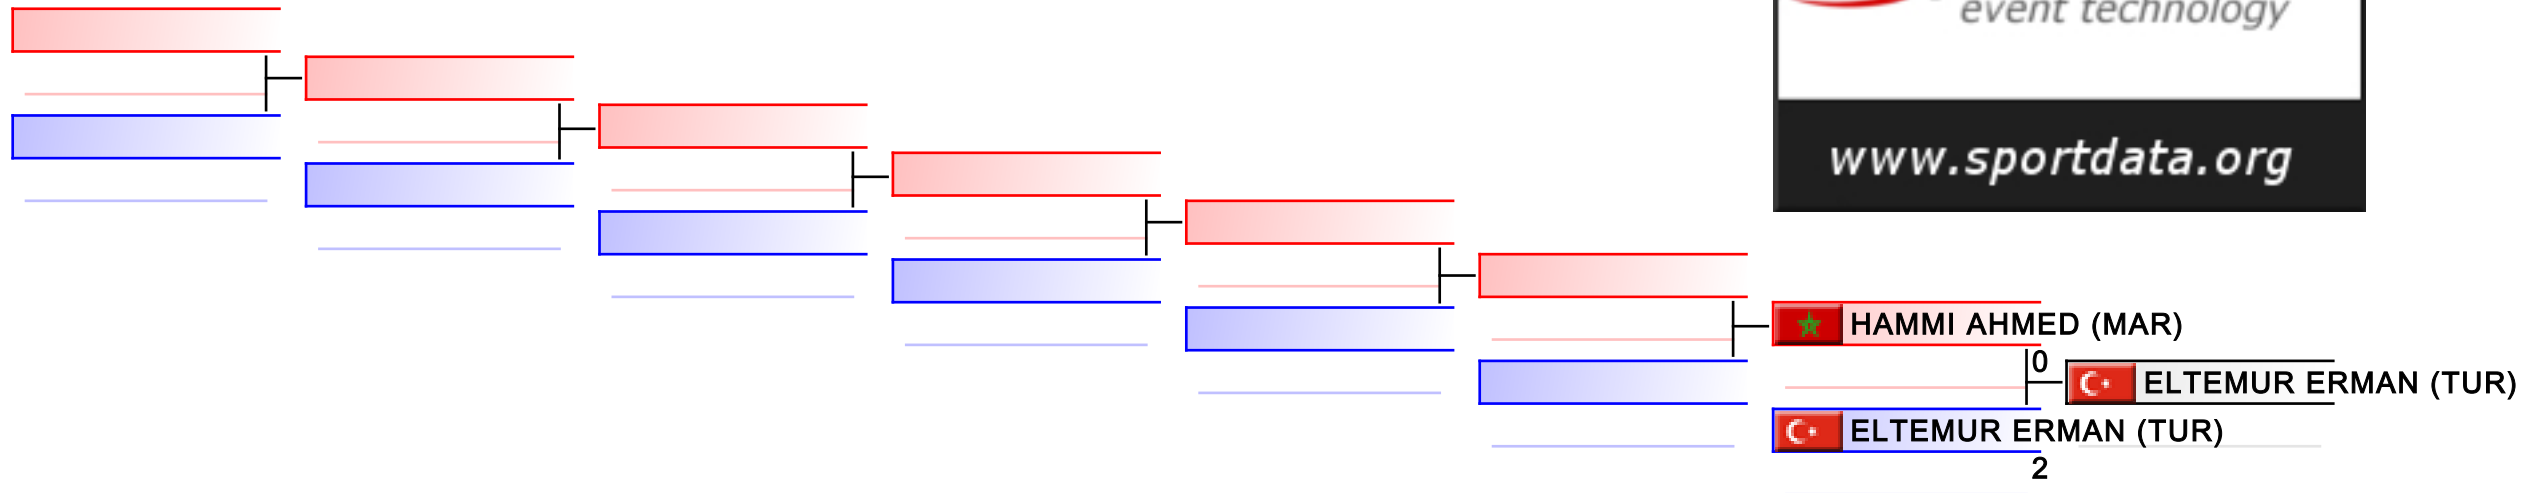 event technology
www.sportdata.org
HAMMI AHMED (MAR)
0
ELTEMUR ERMAN (TUR)
ELTEMUR ERMAN (TUR)
2